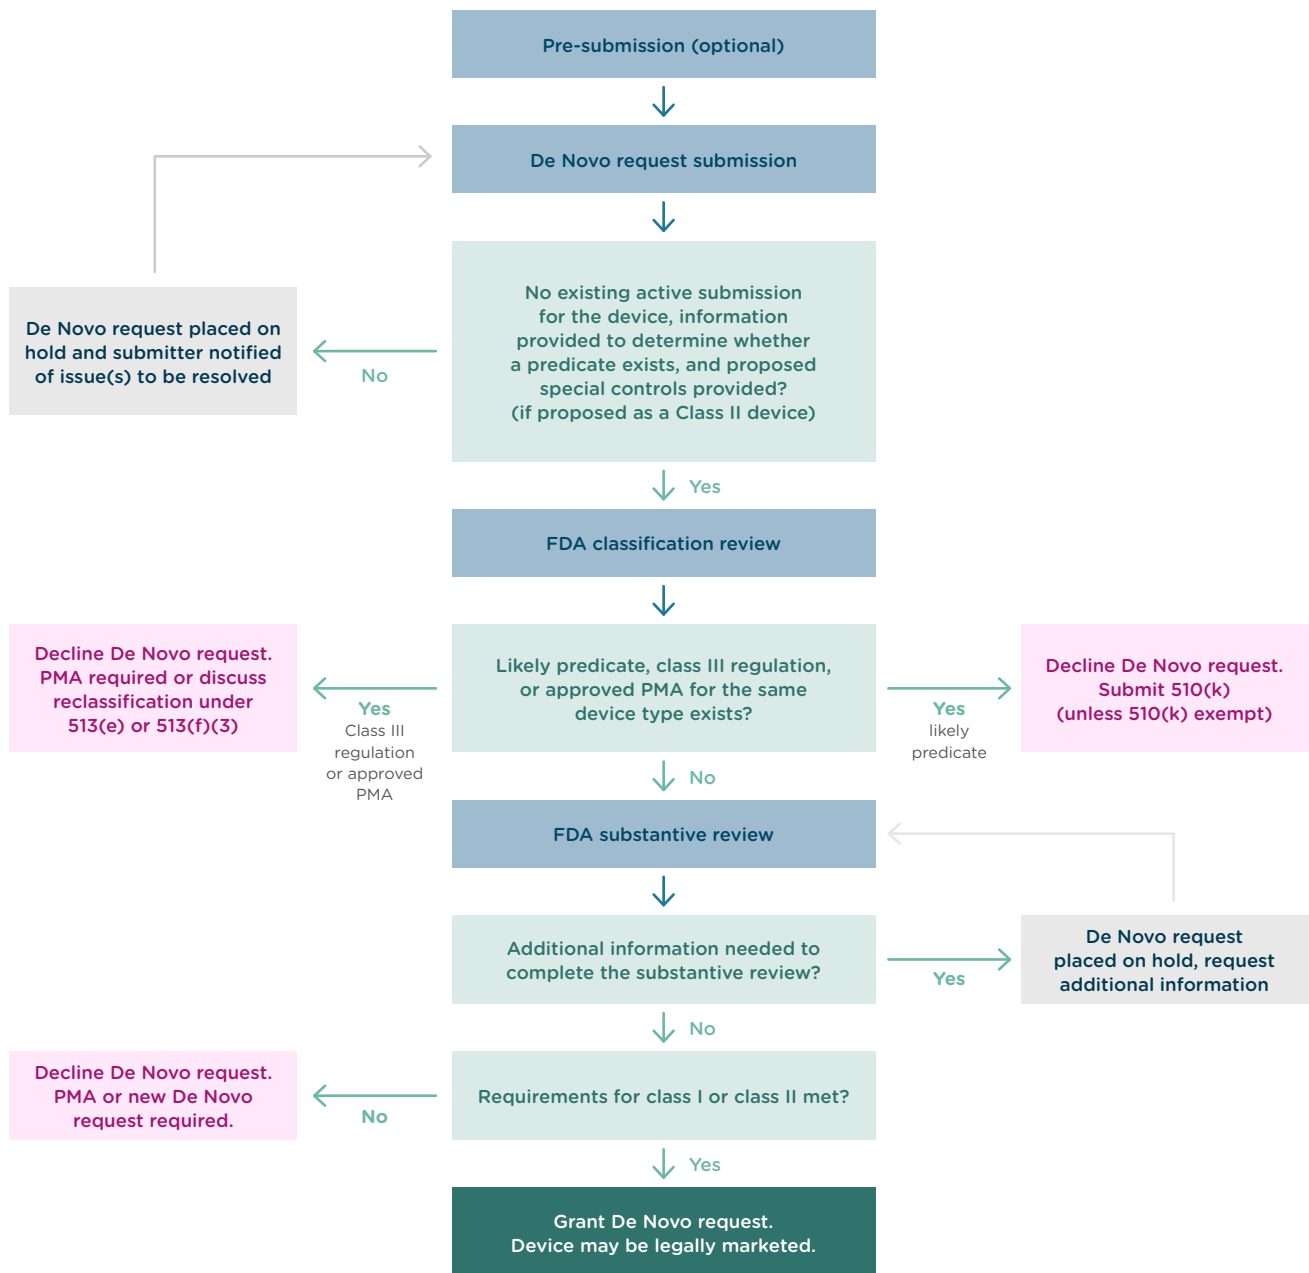 Pre-submission (optional)
De Novo request submission
No existing active submission
for the device, information
provided to determine whether
a predicate exists, and proposed
special controls provided?
(if proposed as a Class II device)
No
De Novo request placed on
hold and submitter notified
of issue(s) to be resolved
Yes
FDA classification review
Likely predicate, class III regulation,
or approved PMA for the same
device type exists?
Yes
Class III
regulation
or approved
PMA
Decline De Novo request.
PMA required or discuss
reclassification under
513(e) or 513(f)(3)
Yes
likely
predicate
Decline De Novo request.
Submit 510(k)
(unless 510(k) exempt)
No
FDA substantive review
Additional information needed to
complete the substantive review?
Yes
De Novo request
placed on hold, request
additional information
No
Requirements for class I or class II met?
No
Decline De Novo request.
PMA or new De Novo
request required.
Yes
Grant De Novo request.
Device may be legally marketed.